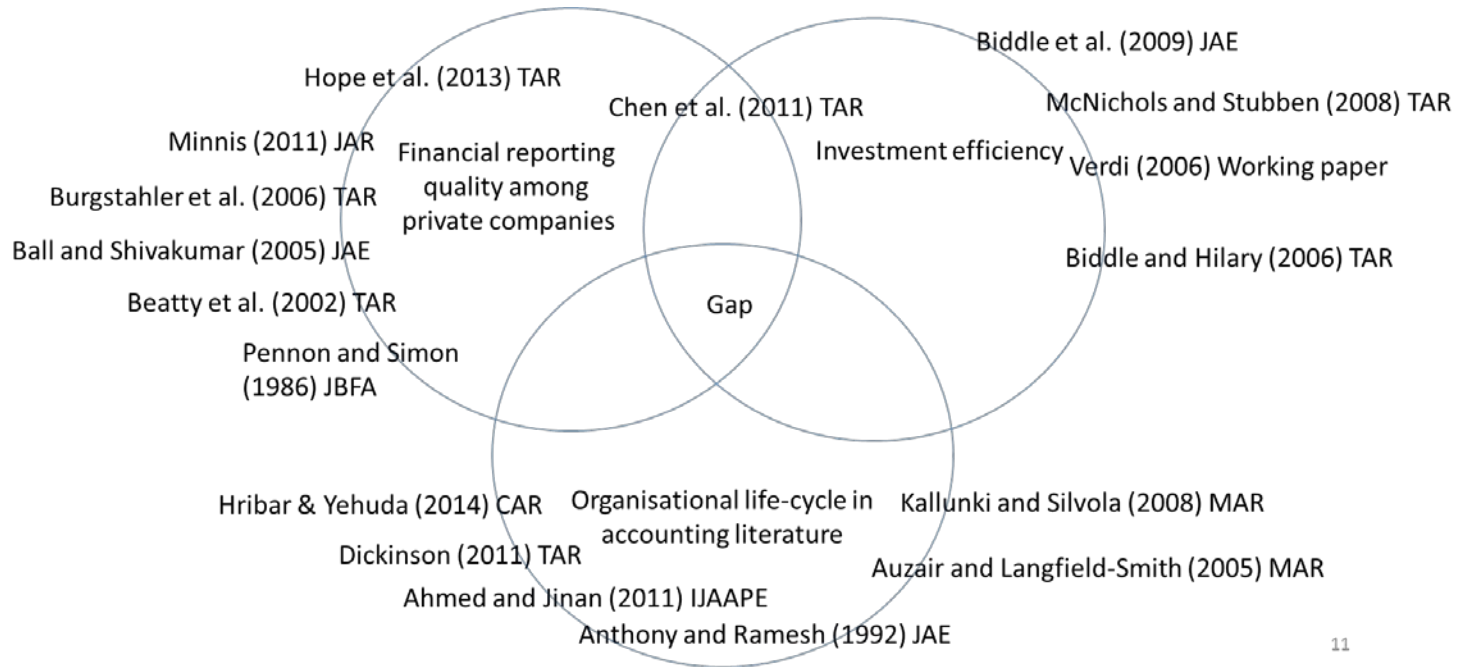 Biddle et al. (2009) JAE
Hope et al. (2013) TAR
Chen et al. (2011) TAR
McNichols and Stubben (2008) TAR
Minnis (2011) JAR
Financial reporting
quality among
private companies
Investment efficiency
Verdi (2006) Working paper
Burgstahler et al. (2006) TAR
Ball and Shivakumar (2005) JAE
Biddle and Hilary (2006) TAR
Beatty et al. (2002) TAR
Gap
Pennon and Simon
(1986) JBFA
Hribar & Yehuda (2014) CAR
Organisational life-cycle in
accounting literature
Kallunki and Silvola (2008) MAR
Dickinson (2011) TAR
Auzair and Langfield-Smith (2005) MAR
Ahmed and Jinan (2011) IJAAPE
Anthony and Ramesh (1992) JAE
11